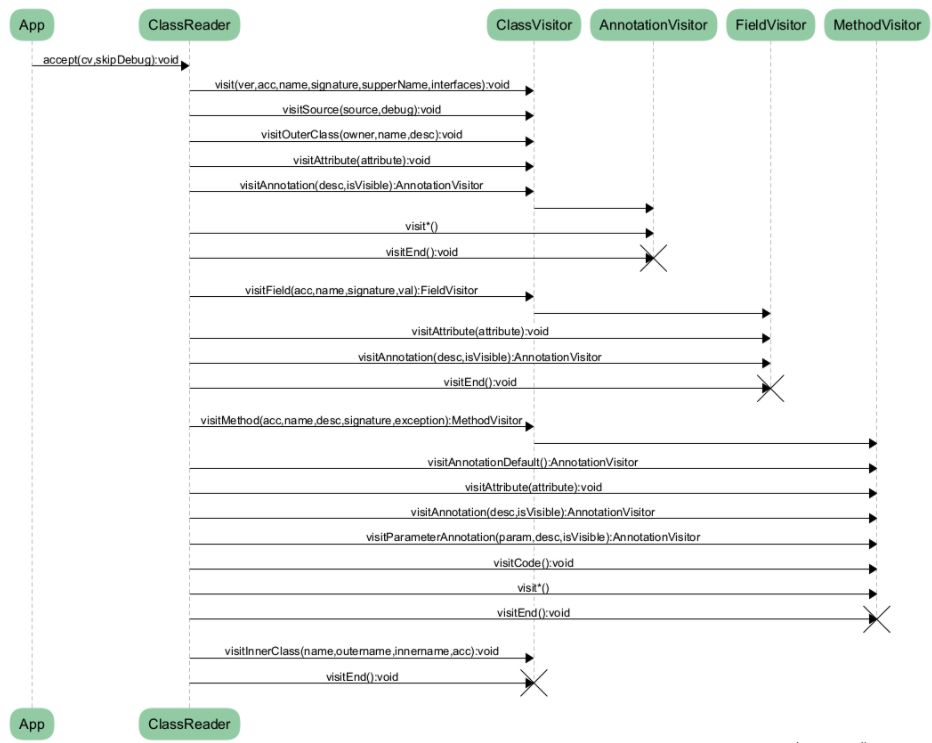 App ClassReader ClassVisitor AnnotationVisitor FieldVisitor MethodVisitor
accept(cv,skipDebug):void
visit(ver,acc,name,signature,supperName,interfaces):void
visitSource(source,debug):void
visitOuterClass(owner,name,desc):void
visitAttribute(attribute):void
visitAnnotation(desc,isVisible):AnnotationVisitor
visit*()
visitEnd():void
visitField(acc,name,signature,val):FieldVisitor
visitAttribute(attribute):void
visitAnnotation(desc,isVisible):AnnotationVisitor
visitEnd():void
visitMethod(acc,name,desc,signature,exception):MethodVisitor
visitAnnotationDefault():AnnotationVisitor
visitAttribute(attribute):void
visitAnnotation(desc,isVisible):AnnotationVisitor
visitParameterAnnotation(param,desc,isVisible):AnnotationVisitor
visitCode():void
visit*()
visitEnd():void
visitInnerClass(name,outername,innername,acc):void
visitEnd():void
App ClassReader